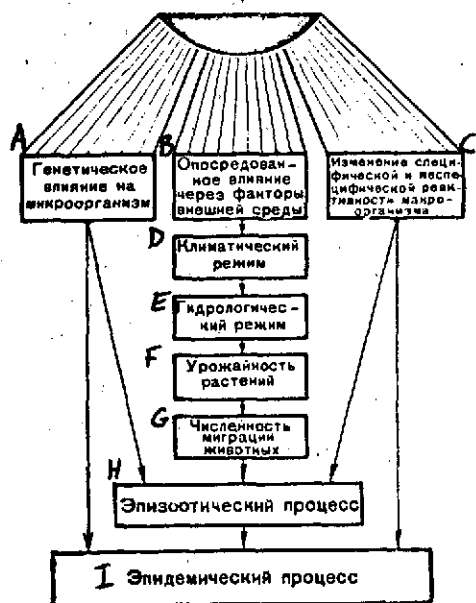 A
Генетическое
влияние на
микроорганизм
B
Опосредован-
ное влияние
через факторы
внешней среды
C
Изменение специ-
фической и неспе-
цифической реак-
тивности макро-
организма
D
Климатический
режим
E
Гидрологичес-
кий режим
F
Урожайность
растений
G
Численность
миграции
животных
H
Эпизоотический процесс
I Эпидемический процесс